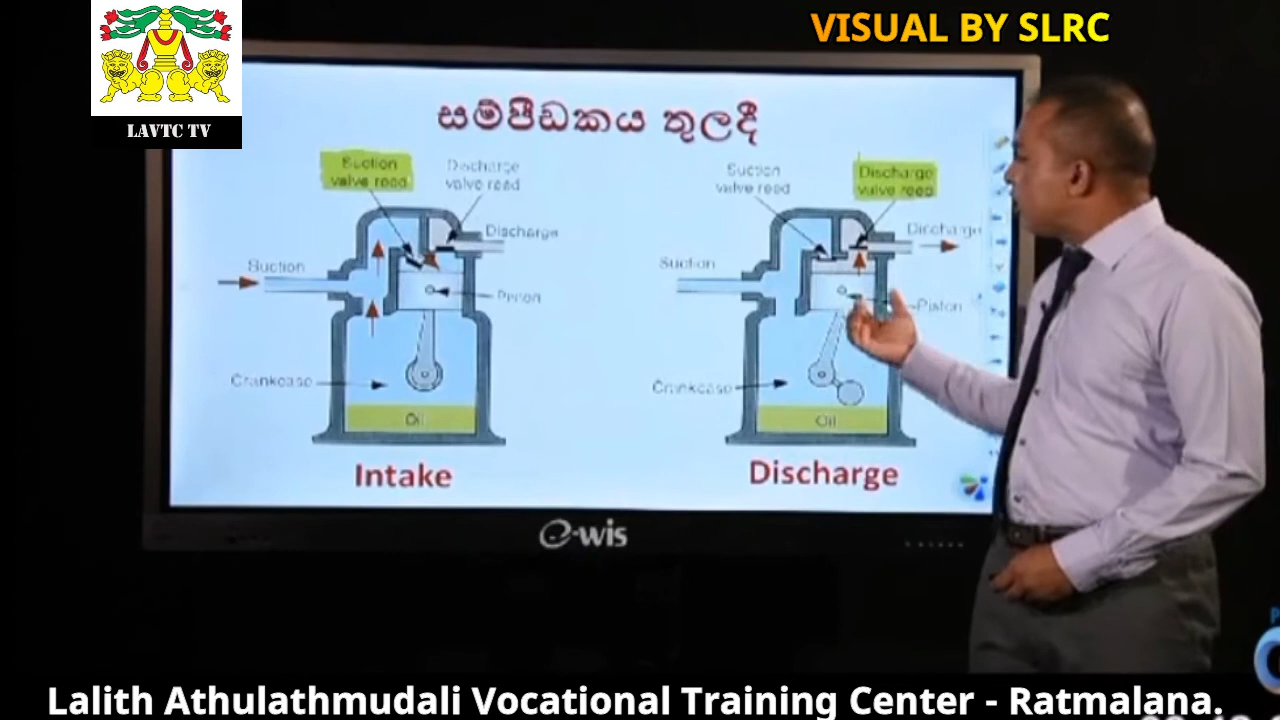 VISUAL BY SLRC
LAVTC TV
සම්පීඩකය තුලදී
Suction
valve reed
Discharge
valve reed
Discharge
Suction
Piston
Crankcase
Oil
Intake
Suction
valve reed
Discharge
valve reed
Discharge
Suction
Piston
Crankcase
Oil
Discharge
e-wis
Lalith Athulathmudali Vocational Training Center - Ratmalana.